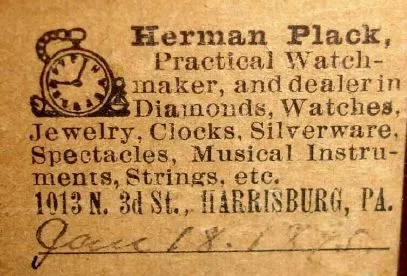 Herman Plack,
Practical Watch-
maker, and dealer in
Diamonds, Watches,
Jewelry, Clocks, Silverware,
Spectacles, Musical Instru-
ments, Strings, etc.
1013 N. 3d St., HARRISBURG, PA.
Jan 18.